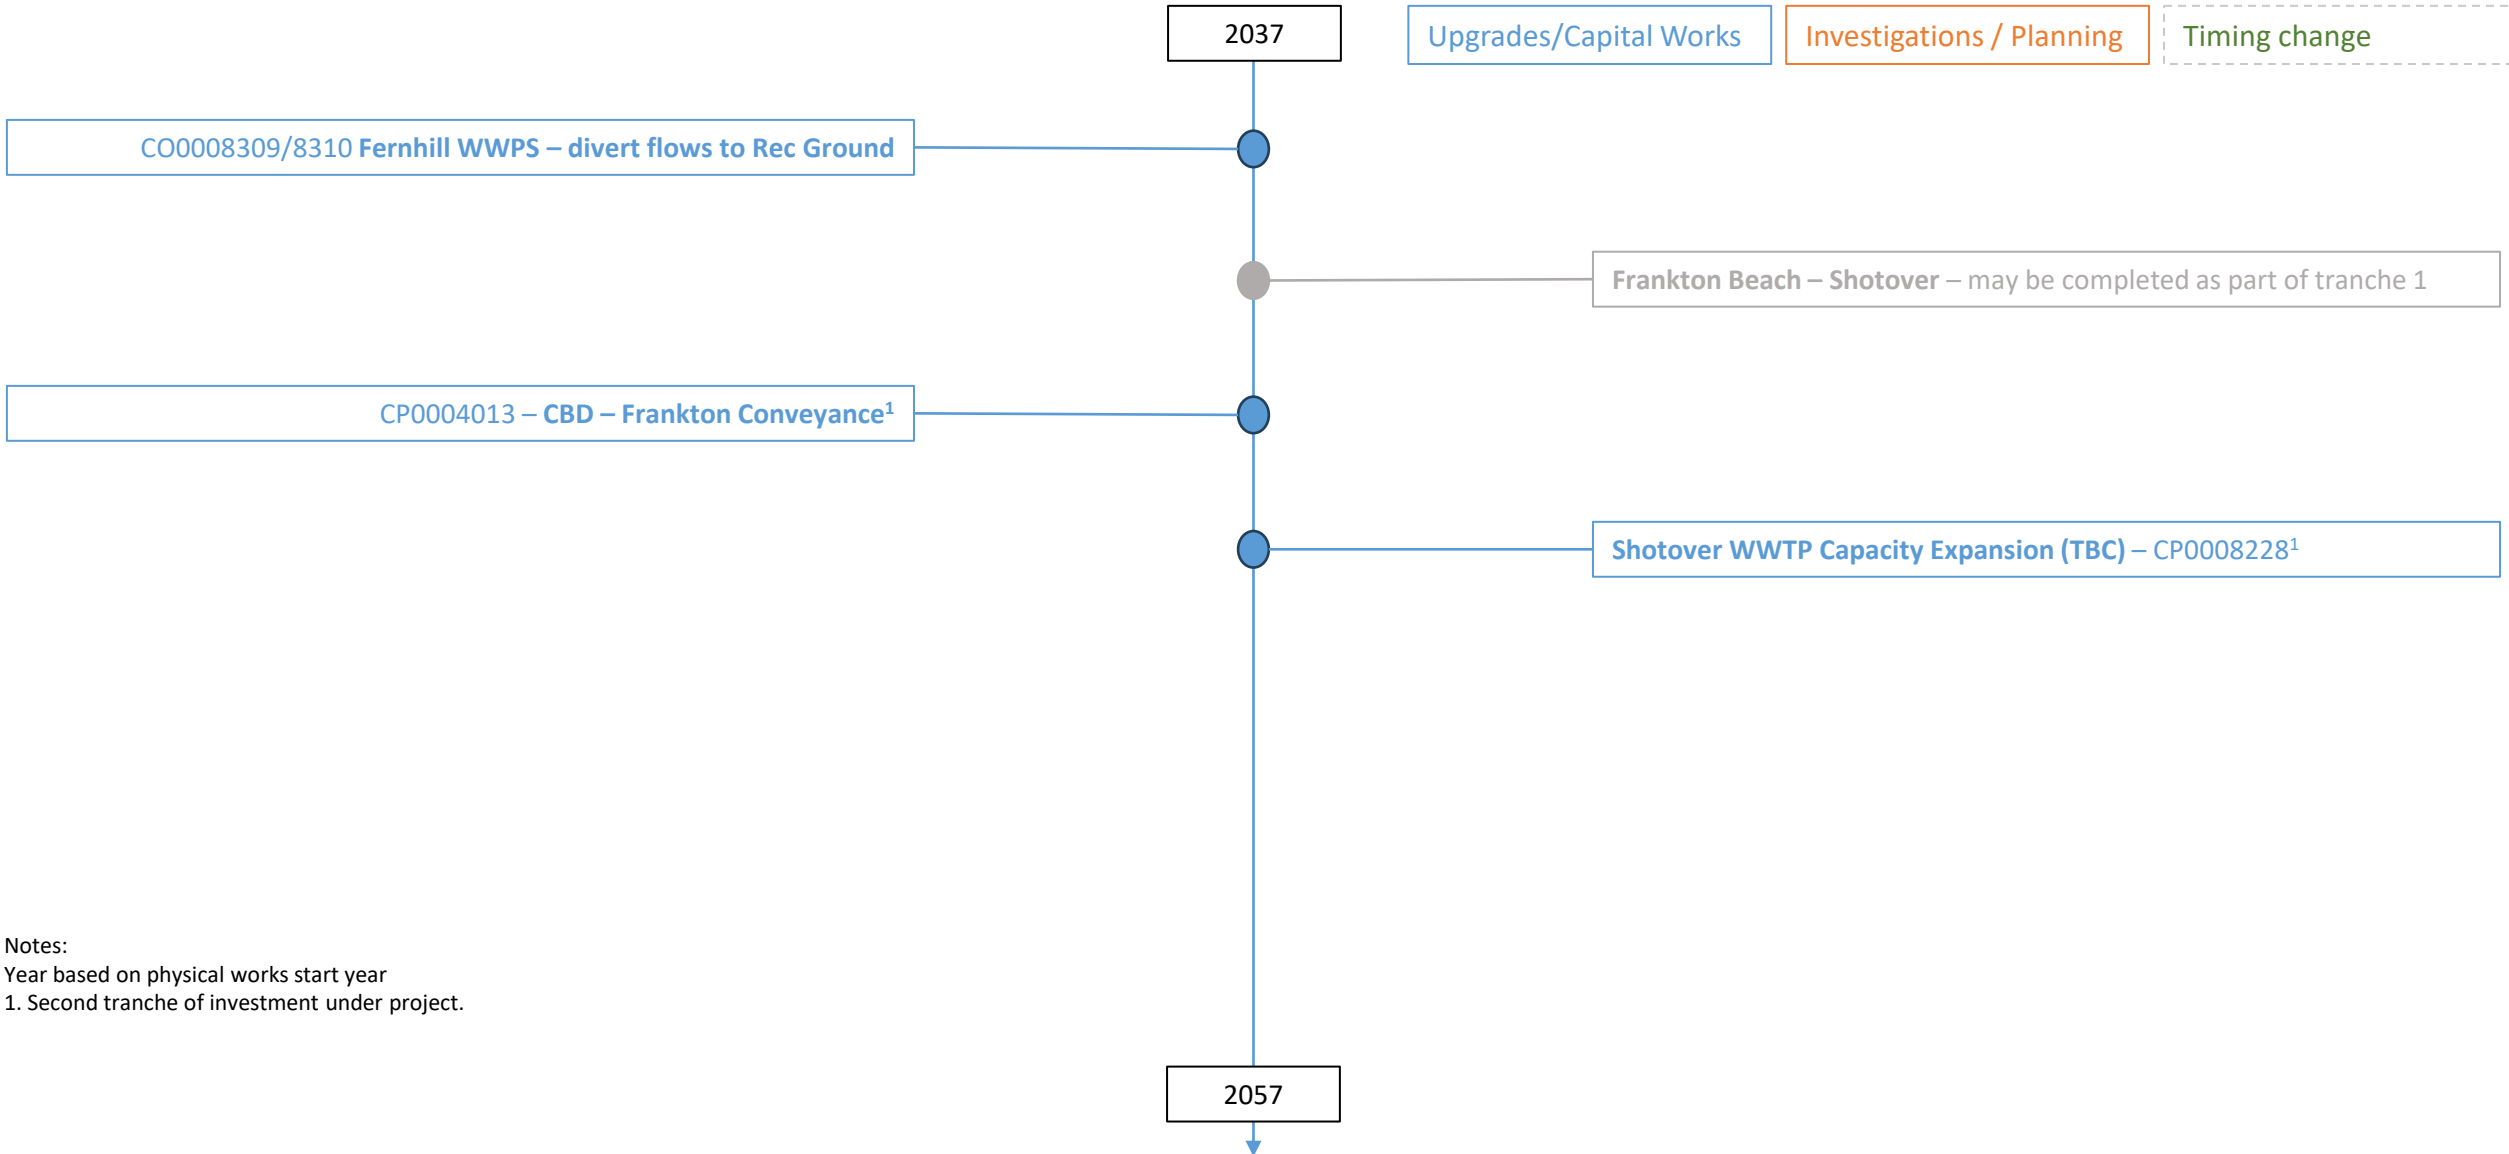 2037
Upgrades/Capital Works
Investigations / Planning
Timing change
CO0008309/8310 Fernhill WWPS – divert flows to Rec Ground
Frankton Beach – Shotover – may be completed as part of tranche 1
CP0004013 – CBD – Frankton Conveyance¹
Shotover WWTP Capacity Expansion (TBC) – CP0008228¹
Notes:
Year based on physical works start year
1. Second tranche of investment under project.
2057